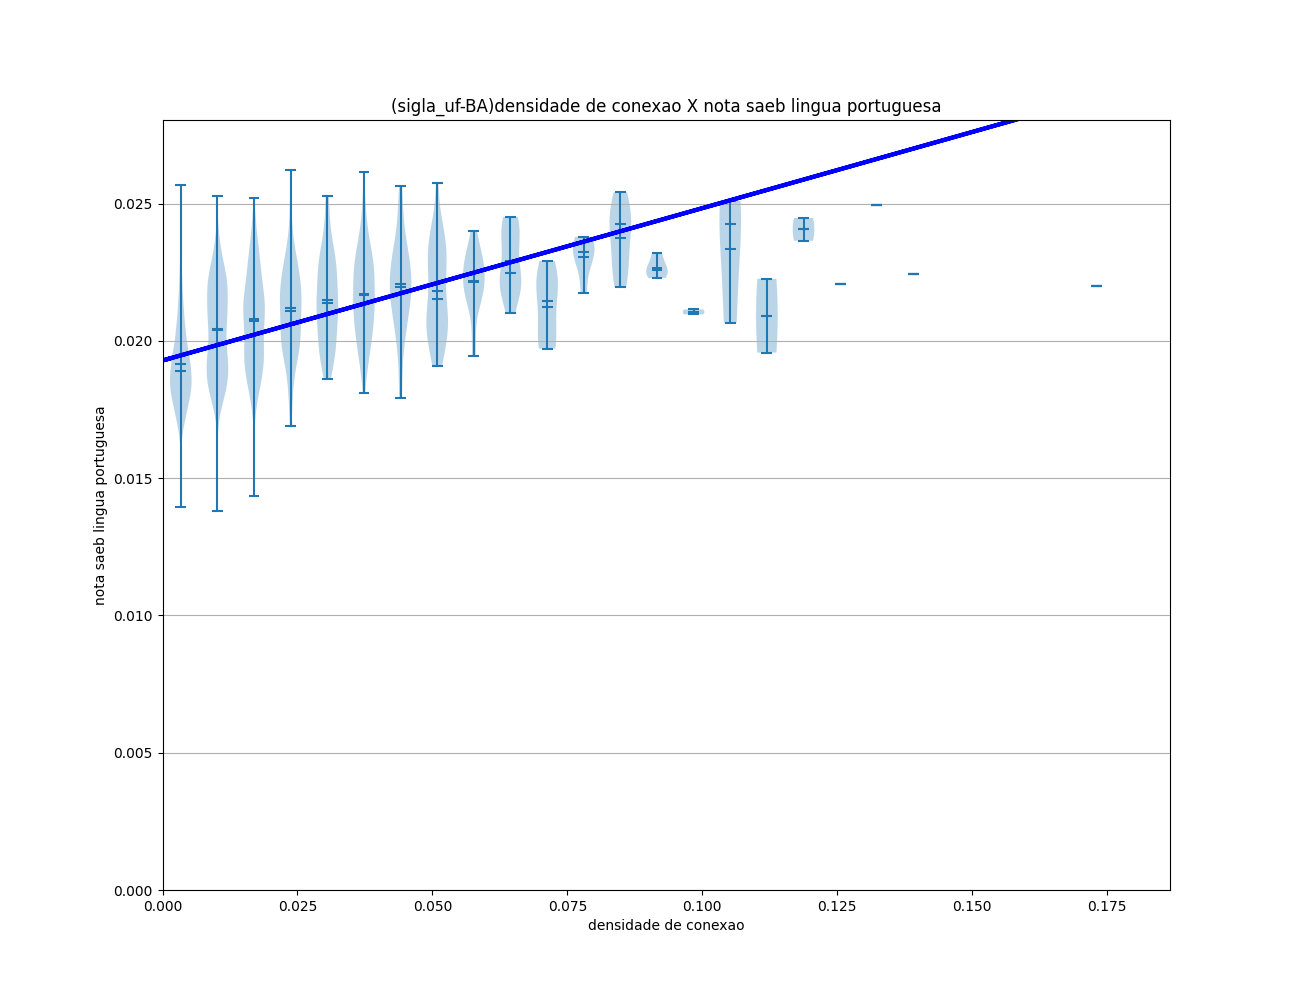 (sigla_uf-BA)densidade de conexao X nota saeb lingua portuguesa
nota saeb lingua portuguesa
0.025
0.020
0.015
0.010
0.005
0.000
0.000 0.025 0.050 0.075 0.100 0.125 0.150 0.175
densidade de conexao